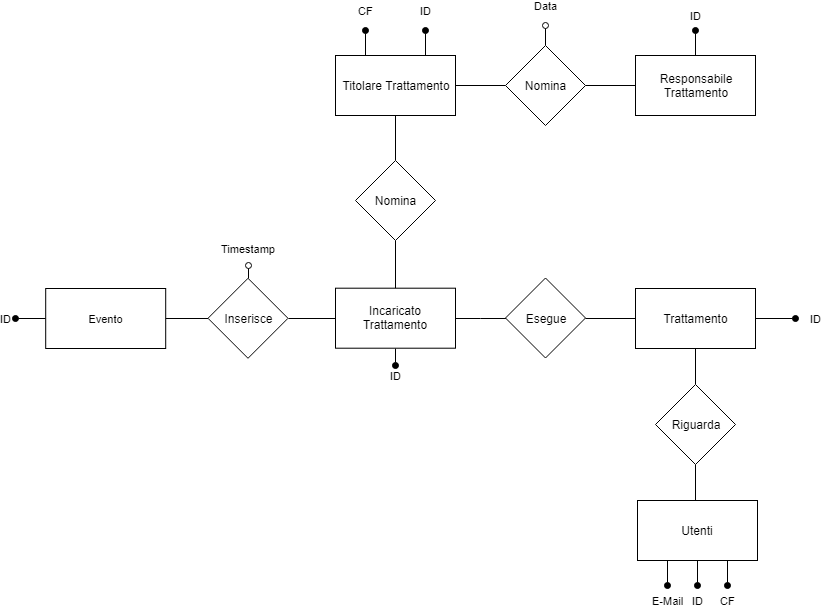 CF
ID
Data
ID
Titolare Trattamento
Nomina
Responsabile
Trattamento
Nomina
Timestamp
ID
Evento
Inserisce
Incaricato
Trattamento
Esegue
Trattamento
ID
ID
Riguarda
Utenti
E-Mail
ID
CF